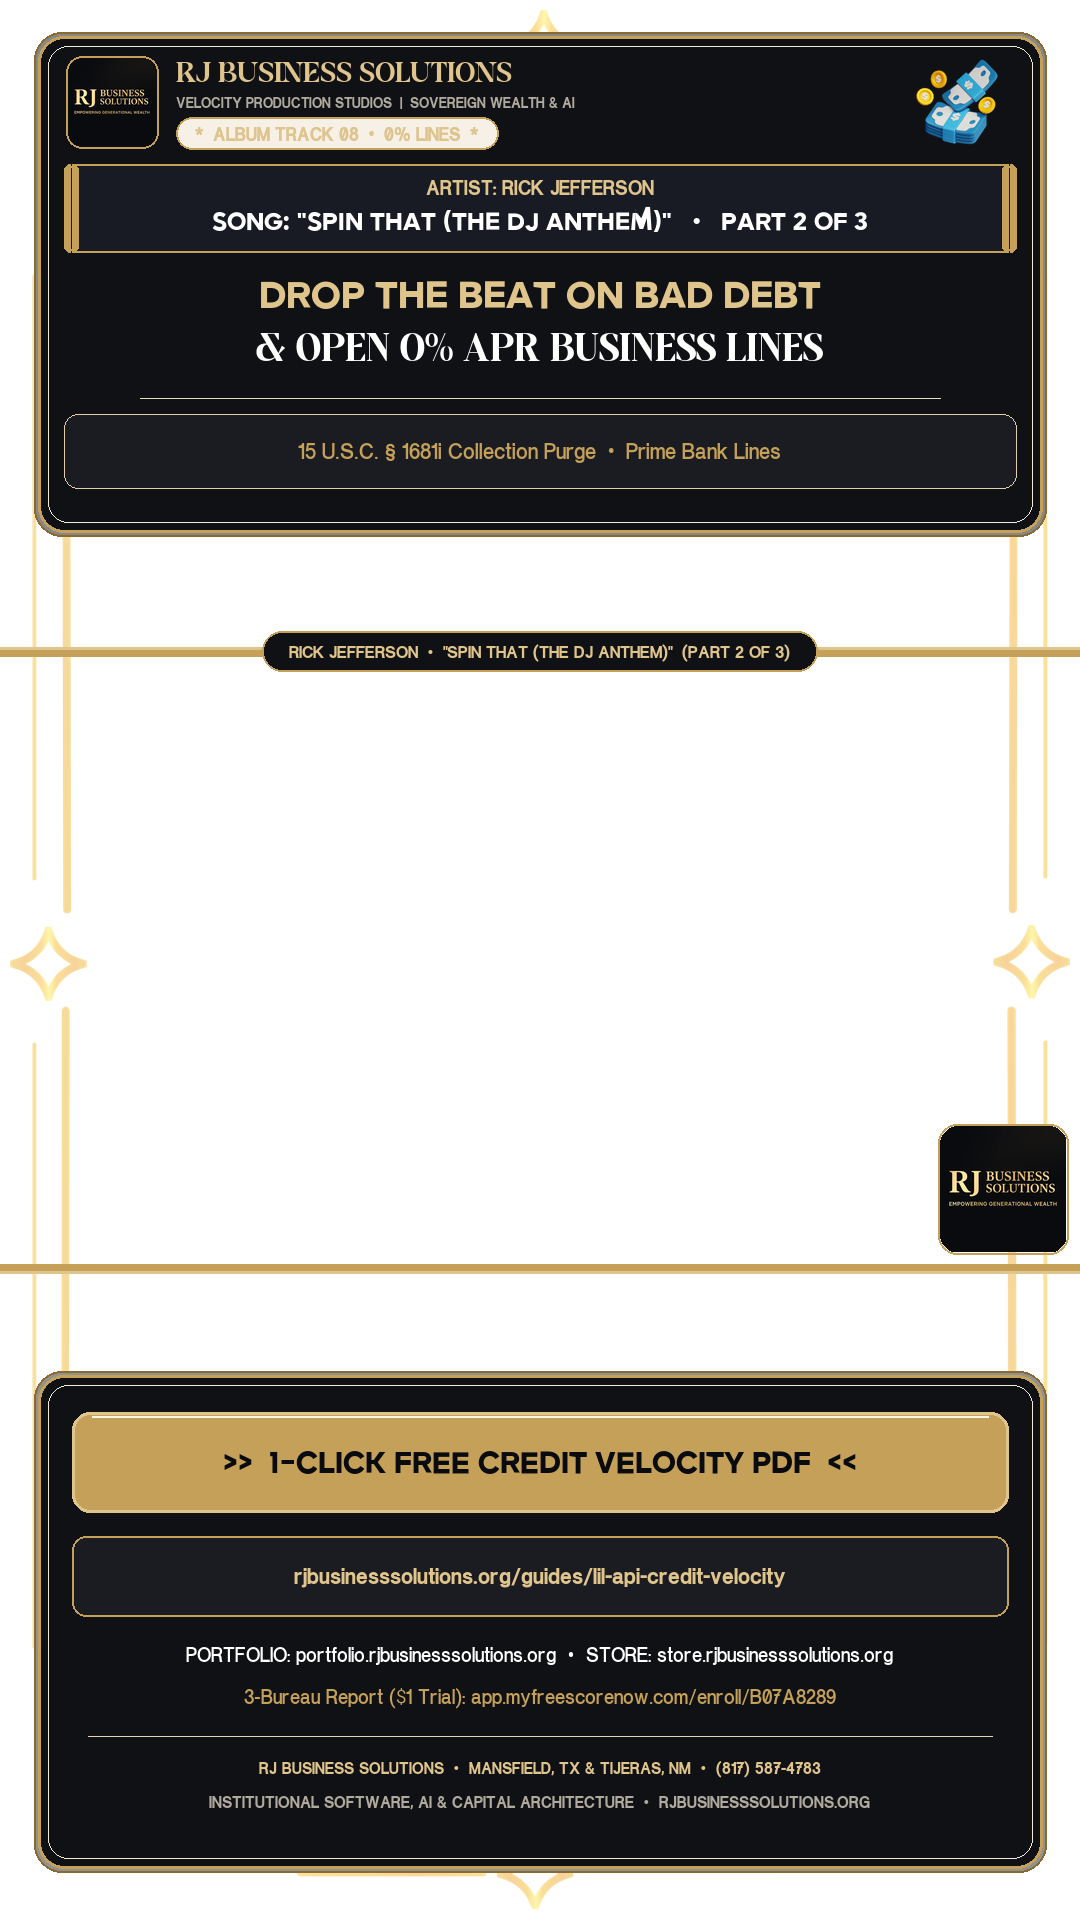 RJ BUSINESS SOLUTIONS
EMPOWERING GENERATIONAL WEALTH
RJ BUSINESS SOLUTIONS
VELOCITY PRODUCTION STUDIOS | SOVEREIGN WEALTH & AI
* ALBUM TRACK 08 • 0% LINES *
ARTIST: RICK JEFFERSON
SONG: "SPIN THAT (THE DJ ANTHEM)" • PART 2 OF 3
DROP THE BEAT ON BAD DEBT
& OPEN 0% APR BUSINESS LINES
15 U.S.C. § 1681i Collection Purge • Prime Bank Lines
RICK JEFFERSON • "SPIN THAT (THE DJ ANTHEM)" (PART 2 OF 3)
RJ BUSINESS SOLUTIONS
EMPOWERING GENERATIONAL WEALTH
>> 1-CLICK FREE CREDIT VELOCITY PDF <<
rjbusinesssolutions.org/guides/lil-api-credit-velocity
PORTFOLIO: portfolio.rjbusinesssolutions.org • STORE: store.rjbusinesssolutions.org
3-Bureau Report ($1 Trial): app.myfreescorenow.com/enroll/B07A8289
RJ BUSINESS SOLUTIONS • MANSFIELD, TX & TIJERAS, NM • (817) 587-4783
INSTITUTIONAL SOFTWARE, AI & CAPITAL ARCHITECTURE • RJBUSINESSSOLUTIONS.ORG